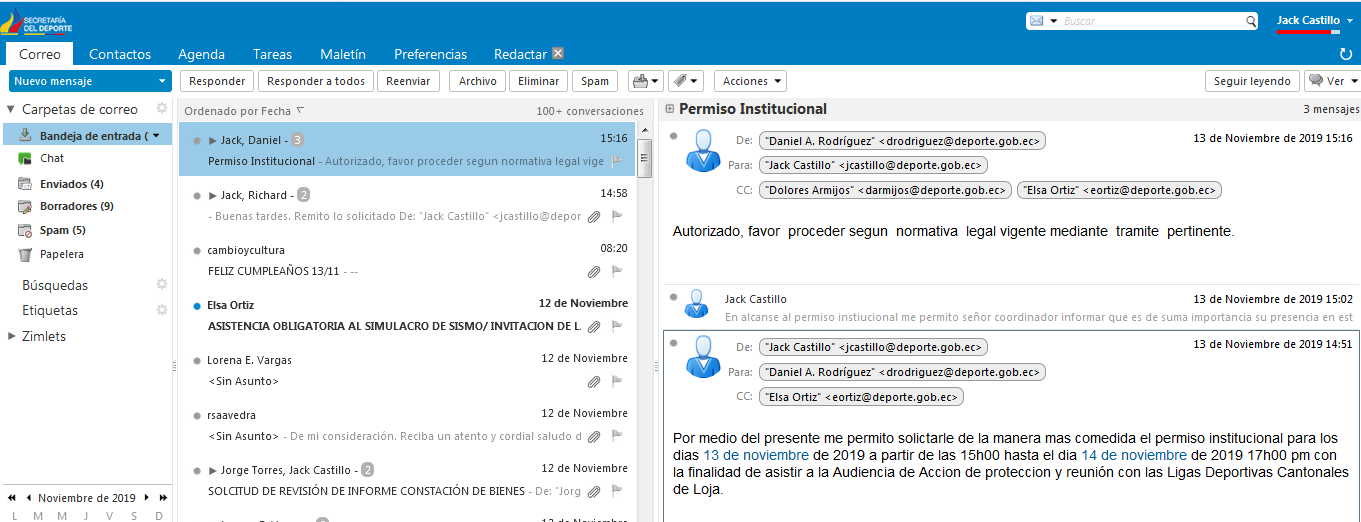 SECRETARÍA
DEL DEPORTE
Buscar
Jack Castillo
Correo Contactos Agenda Tareas Maletín Preferencias Redactar
Nuevo mensaje Responder Responder a todos Reenviar Archivo Eliminar Spam Acciones Seguir leyendo Ver
Carpetas de correo
Bandeja de entrada (
Chat
Enviados (4)
Borradores (9)
Spam (5)
Papelera
Búsquedas
Etiquetas
Zimlets
Noviembre de 2019
L M M J V S D
Ordenado por Fecha 100+ conversaciones
Jack, Daniel - 3 15:16
Permiso Institucional - Autorizado, favor proceder segun normativa legal vige
Jack, Richard - 2 14:58
- Buenas tardes. Remito lo solicitado De: "Jack Castillo" <jcastillo@depor
cambioycultura 08:20
FELIZ CUMPLEAÑOS 13/11 - --
Elsa Ortiz 12 de Noviembre
ASISTENCIA OBLIGATORIA AL SIMULACRO DE SISMO/ INVITACION DE L
Lorena E. Vargas 12 de Noviembre
<Sin Asunto>
rsaavedra 12 de Noviembre
<Sin Asunto> - De mi consideración. Reciba un atento y cordial saludo d
Jorge Torres, Jack Castillo - 2 12 de Noviembre
SOLCITUD DE REVISIÓN DE INFORME CONSTACIÓN DE BIENES - De: "Jorg
Permiso Institucional 3 mensajes
De: "Daniel A. Rodríguez" <drodriguez@deporte.gob.ec> 13 de Noviembre de 2019 15:16
Para: "Jack Castillo" <jcastillo@deporte.gob.ec>
CC: "Dolores Armijos" <darmijos@deporte.gob.ec> "Elsa Ortiz" <eortiz@deporte.gob.ec>
Autorizado, favor proceder segun normativa legal vigente mediante tramite pertinente.
Jack Castillo 13 de Noviembre de 2019 15:02
En alcanse al permiso instiucional me permito señor coordinador informar que es de suma importancia su presencia en est
De: "Jack Castillo" <jcastillo@deporte.gob.ec> 13 de Noviembre de 2019 14:51
Para: "Daniel A. Rodríguez" <drodriguez@deporte.gob.ec>
CC: "Elsa Ortiz" <eortiz@deporte.gob.ec>
Por medio del presente me permito solictarle de la manera mas comedida el permiso institucional para los
dias 13 de noviembre de 2019 a partir de las 15h00 hasta el dia 14 de noviembre de 2019 17h00 pm con
la finalidad de asistir a la Audiencia de Accion de proteccion y reunión con las Ligas Deportivas Cantonales
de Loja.